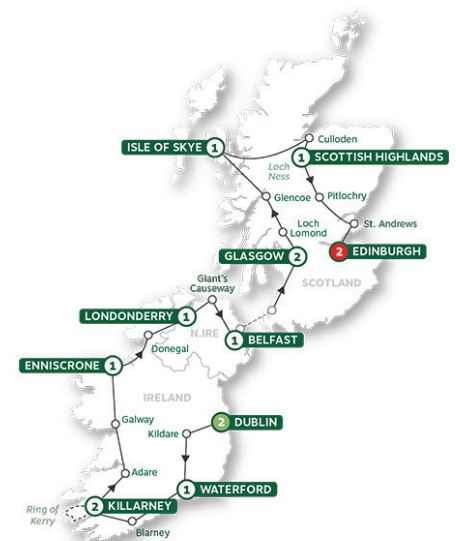 Culloden
ISLE OF SKYE 1
1 SCOTTISH HIGHLANDS
Loch
Ness
Pitlochry
Glencoe
St. Andrews
Loch
Lomond
2 EDINBURGH
GLASGOW 2
Giant's
Causeway
SCOTLAND
LONDONDERRY 1
N.IRE
1 BELFAST
Donegal
ENNISCRONE 1
IRELAND
Galway
2 DUBLIN
Kildare
Adare
1 WATERFORD
2 KILLARNEY
Ring of
Kerry
Blarney